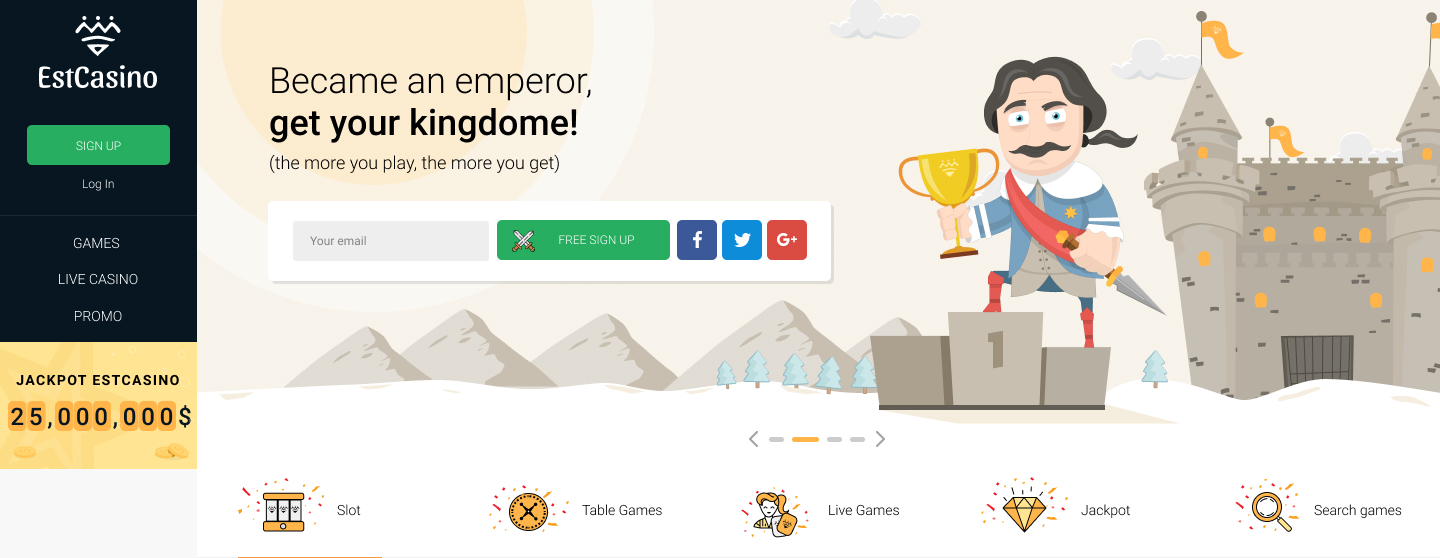 EstCasino
SIGN UP
Log In
GAMES
LIVE CASINO
PROMO
JACKPOT ESTCASINO
25,000,000$
Became an emperor,
get your kingdome!
(the more you play, the more you get)
Your email
FREE SIGN UP
f
G+
1
Slot
Table Games
Live Games
Jackpot
Search games